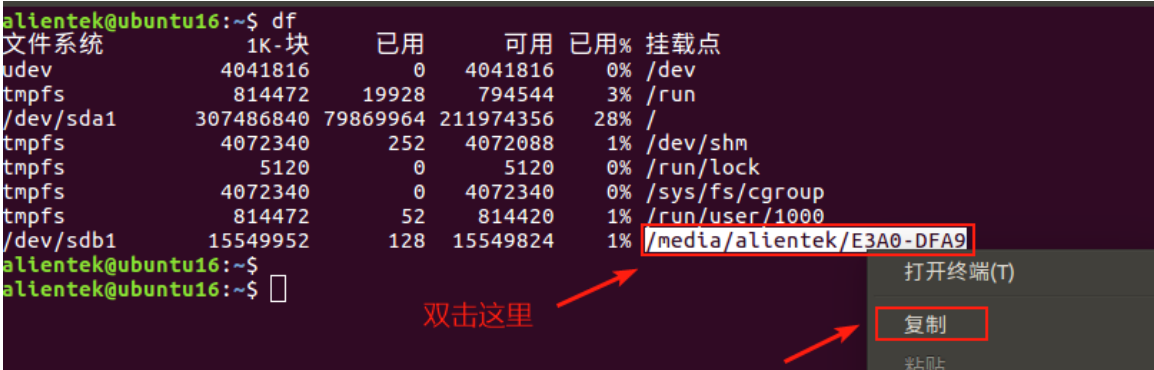 alientek@ubuntu16:~$ df
文件系统 1K-块 已用 可用 已用% 挂载点
udev 4041816 0 4041816 0% /dev
tmpfs 814472 19928 794544 3% /run
/dev/sda1 307486840 79869964 211974356 28% /
tmpfs 4072340 252 4072088 1% /dev/shm
tmpfs 5120 0 5120 0% /run/lock
tmpfs 4072340 0 4072340 0% /sys/fs/cgroup
tmpfs 814472 52 814420 1% /run/user/1000
/dev/sdb1 15549952 128 15549824 1% /media/alientek/E3A0-DFA9
alientek@ubuntu16:~$
alientek@ubuntu16:~$
打开终端(T)
双击这里
复制
粘贴